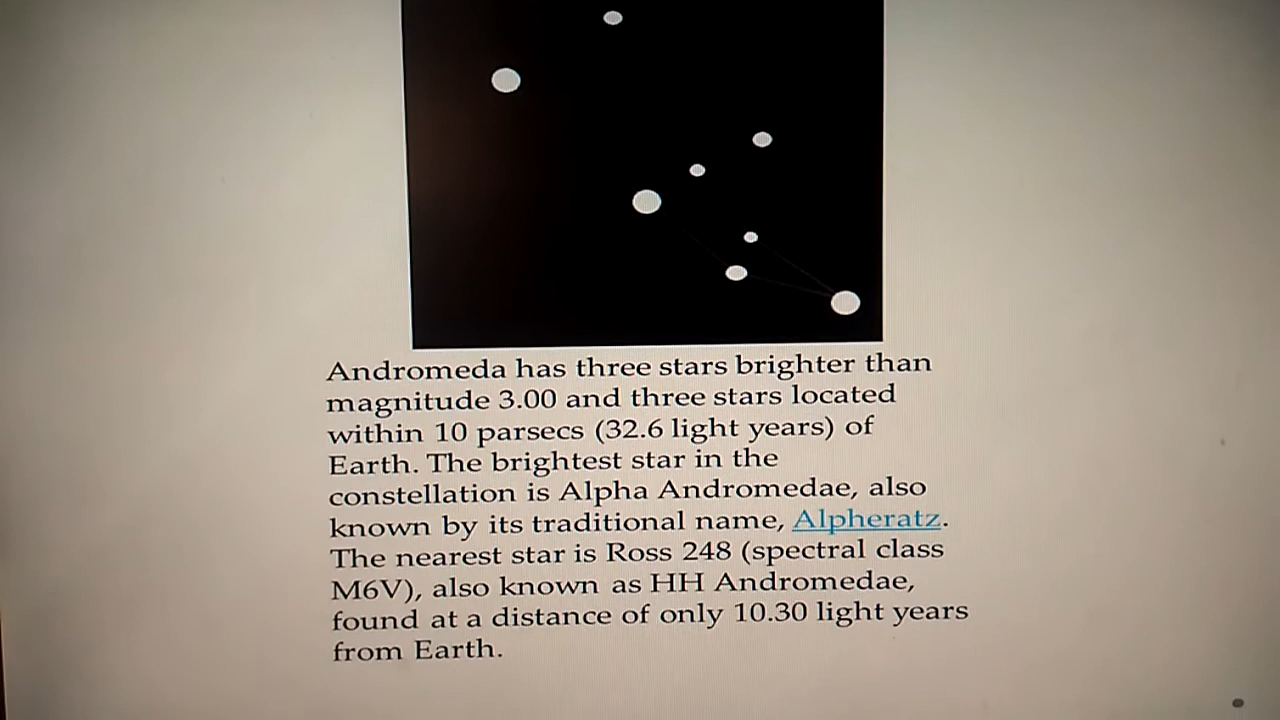 Andromeda has three stars brighter than
magnitude 3.00 and three stars located
within 10 parsecs (32.6 light years) of
Earth. The brightest star in the
constellation is Alpha Andromedae, also
known by its traditional name, Alpheratz.
The nearest star is Ross 248 (spectral class
M6V), also known as HH Andromedae,
found at a distance of only 10.30 light years
from Earth.